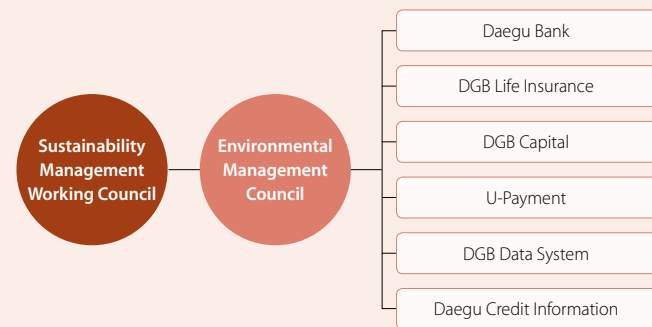 Sustainability
Management
Working Council
Environmental
Management
Council
Daegu Bank
DGB Life Insurance
DGB Capital
U-Payment
DGB Data System
Daegu Credit Information